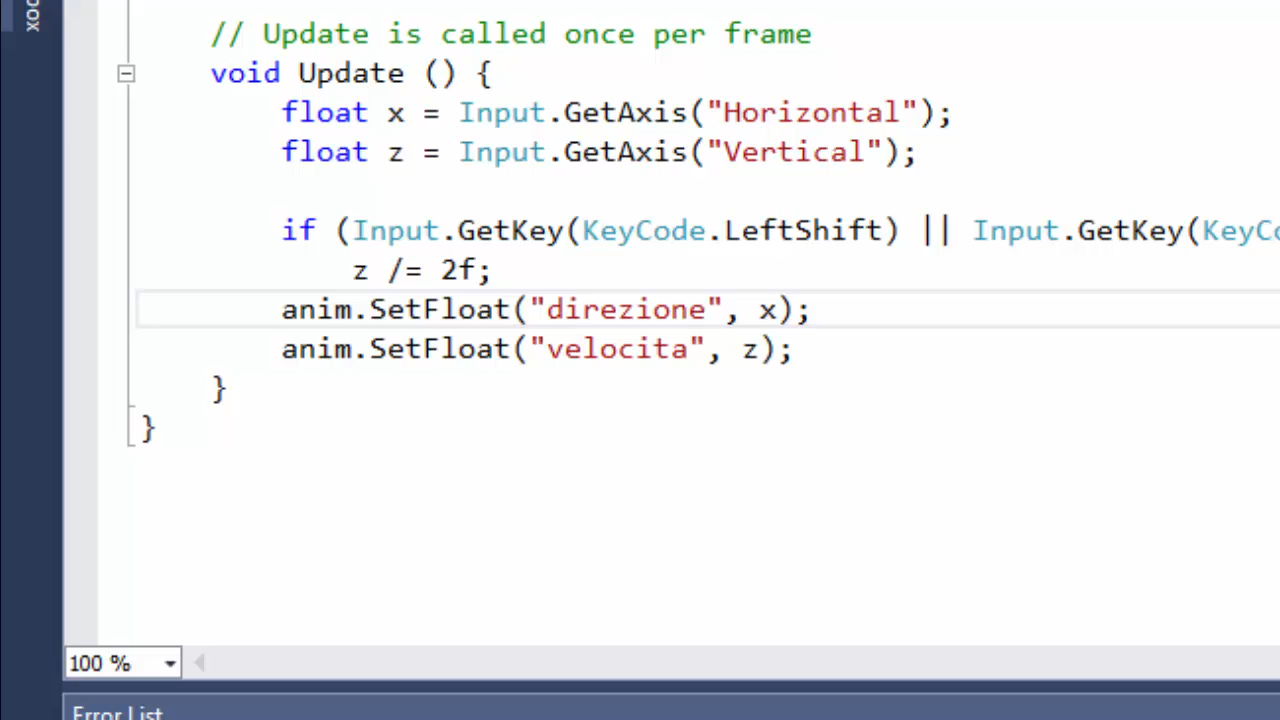 // Update is called once per frame
void Update () {
float x = Input.GetAxis("Horizontal");
float z = Input.GetAxis("Vertical");
if (Input.GetKey(KeyCode.LeftShift) || Input.GetKey(KeyCo
z /= 2f;
anim.SetFloat("direzione", x);
anim.SetFloat("velocita", z);
}
}
100 %
Error List